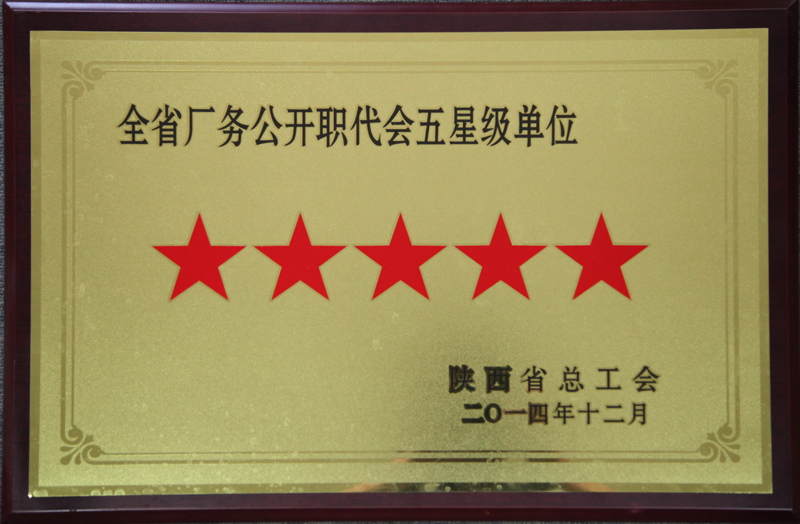 全省厂务公开职代会五星级单位
陕西省总工会
二〇一四年十二月